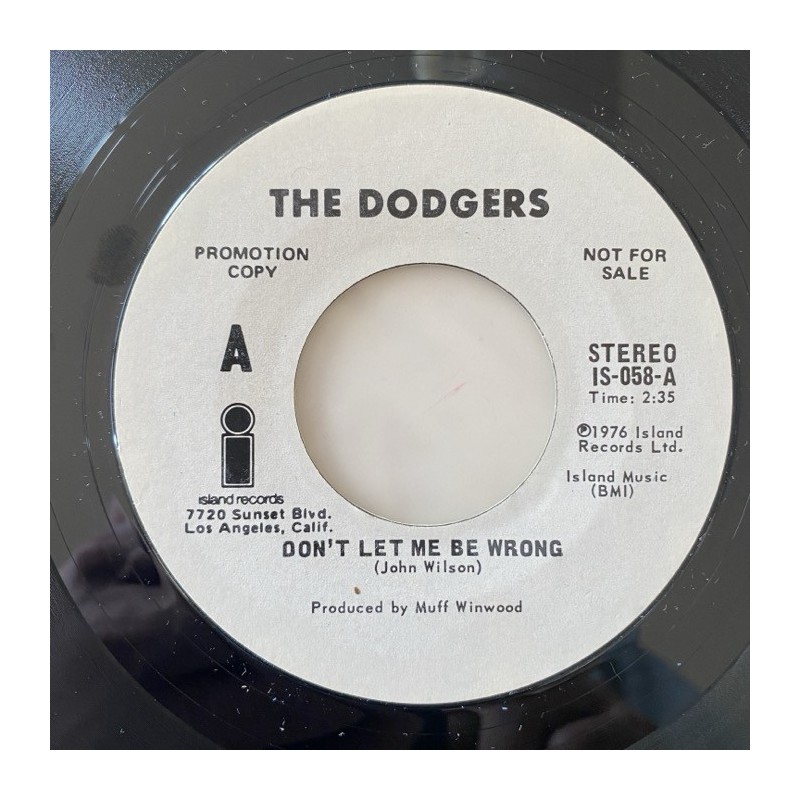 THE DODGERS
PROMOTION
COPY
NOT FOR
SALE
A
STEREO
IS-058-A
Time: 2:35
℗1976 Island
Records Ltd.
Island Music
(BMI)
i
island records
7720 Sunset Blvd.
Los Angeles, Calif.
DON'T LET ME BE WRONG
(John Wilson)
Produced by Muff Winwood